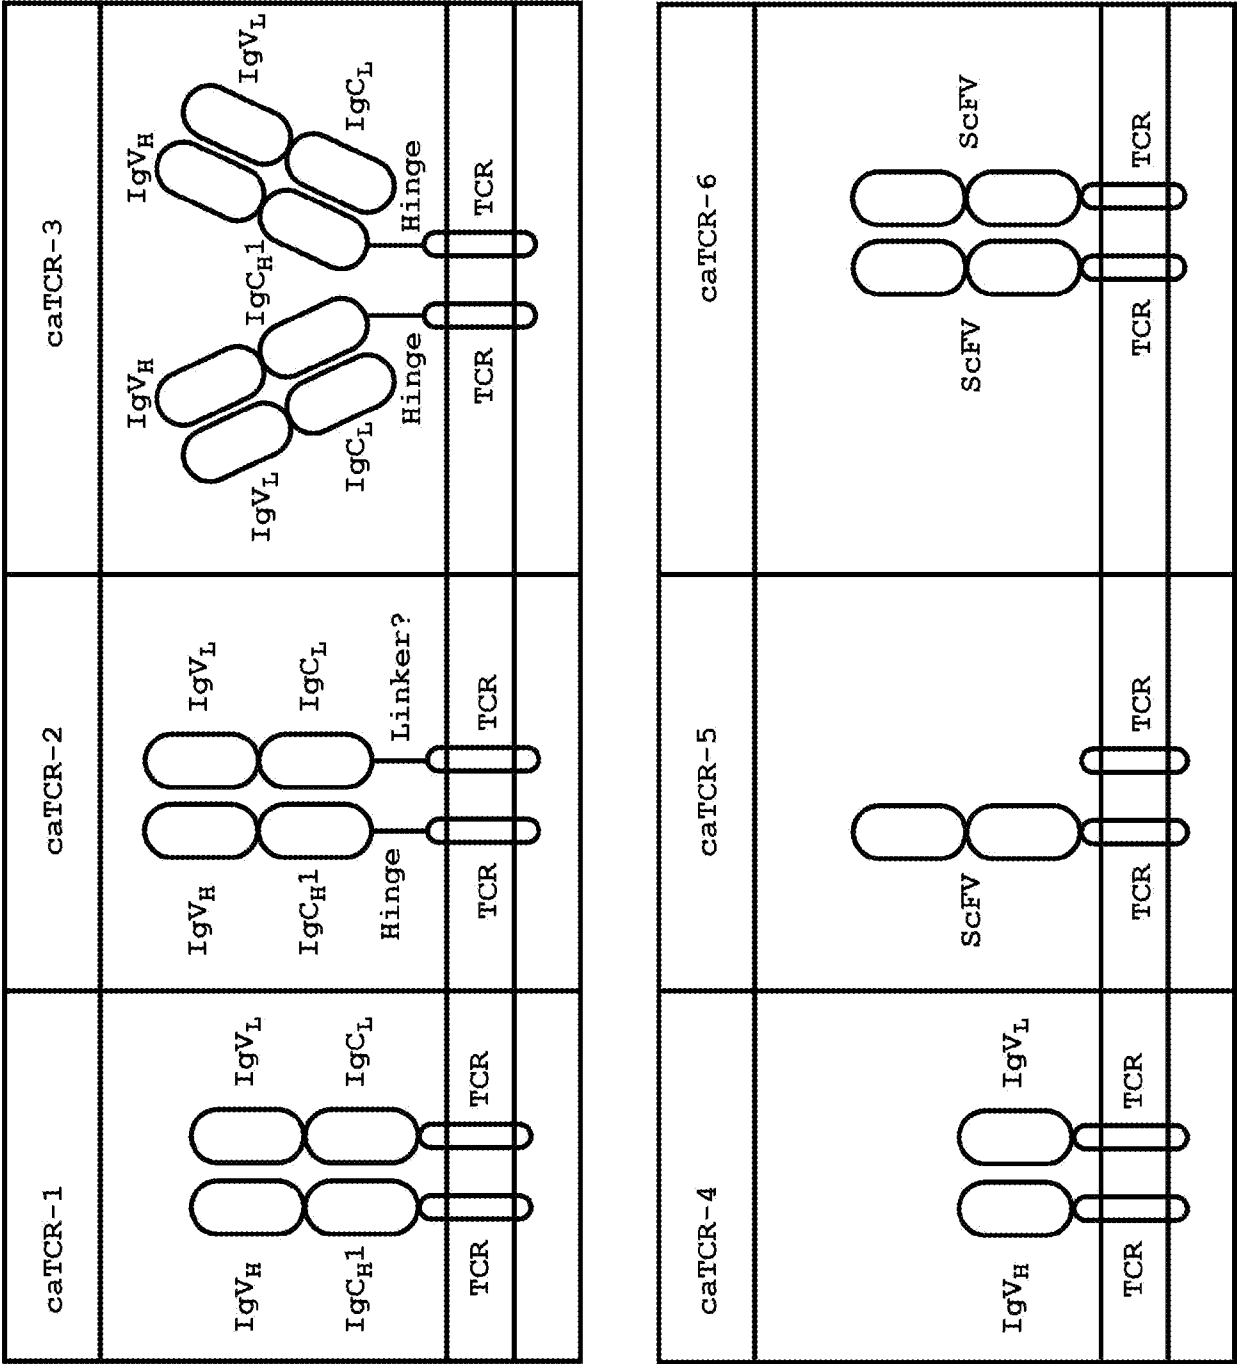 caTCR-1
IgVH IgVL
IgCH1 IgCL
TCR TCR
caTCR-2
IgVH IgVL
IgCH1 IgCL
Hinge Linker?
TCR TCR
caTCR-3
IgVH IgVH
IgVL IgVL
IgCH1
IgCL IgCL
Hinge Hinge
TCR TCR
caTCR-4
IgVH IgVL
TCR TCR
caTCR-5
ScFV
TCR TCR
caTCR-6
ScFV ScFV
TCR TCR